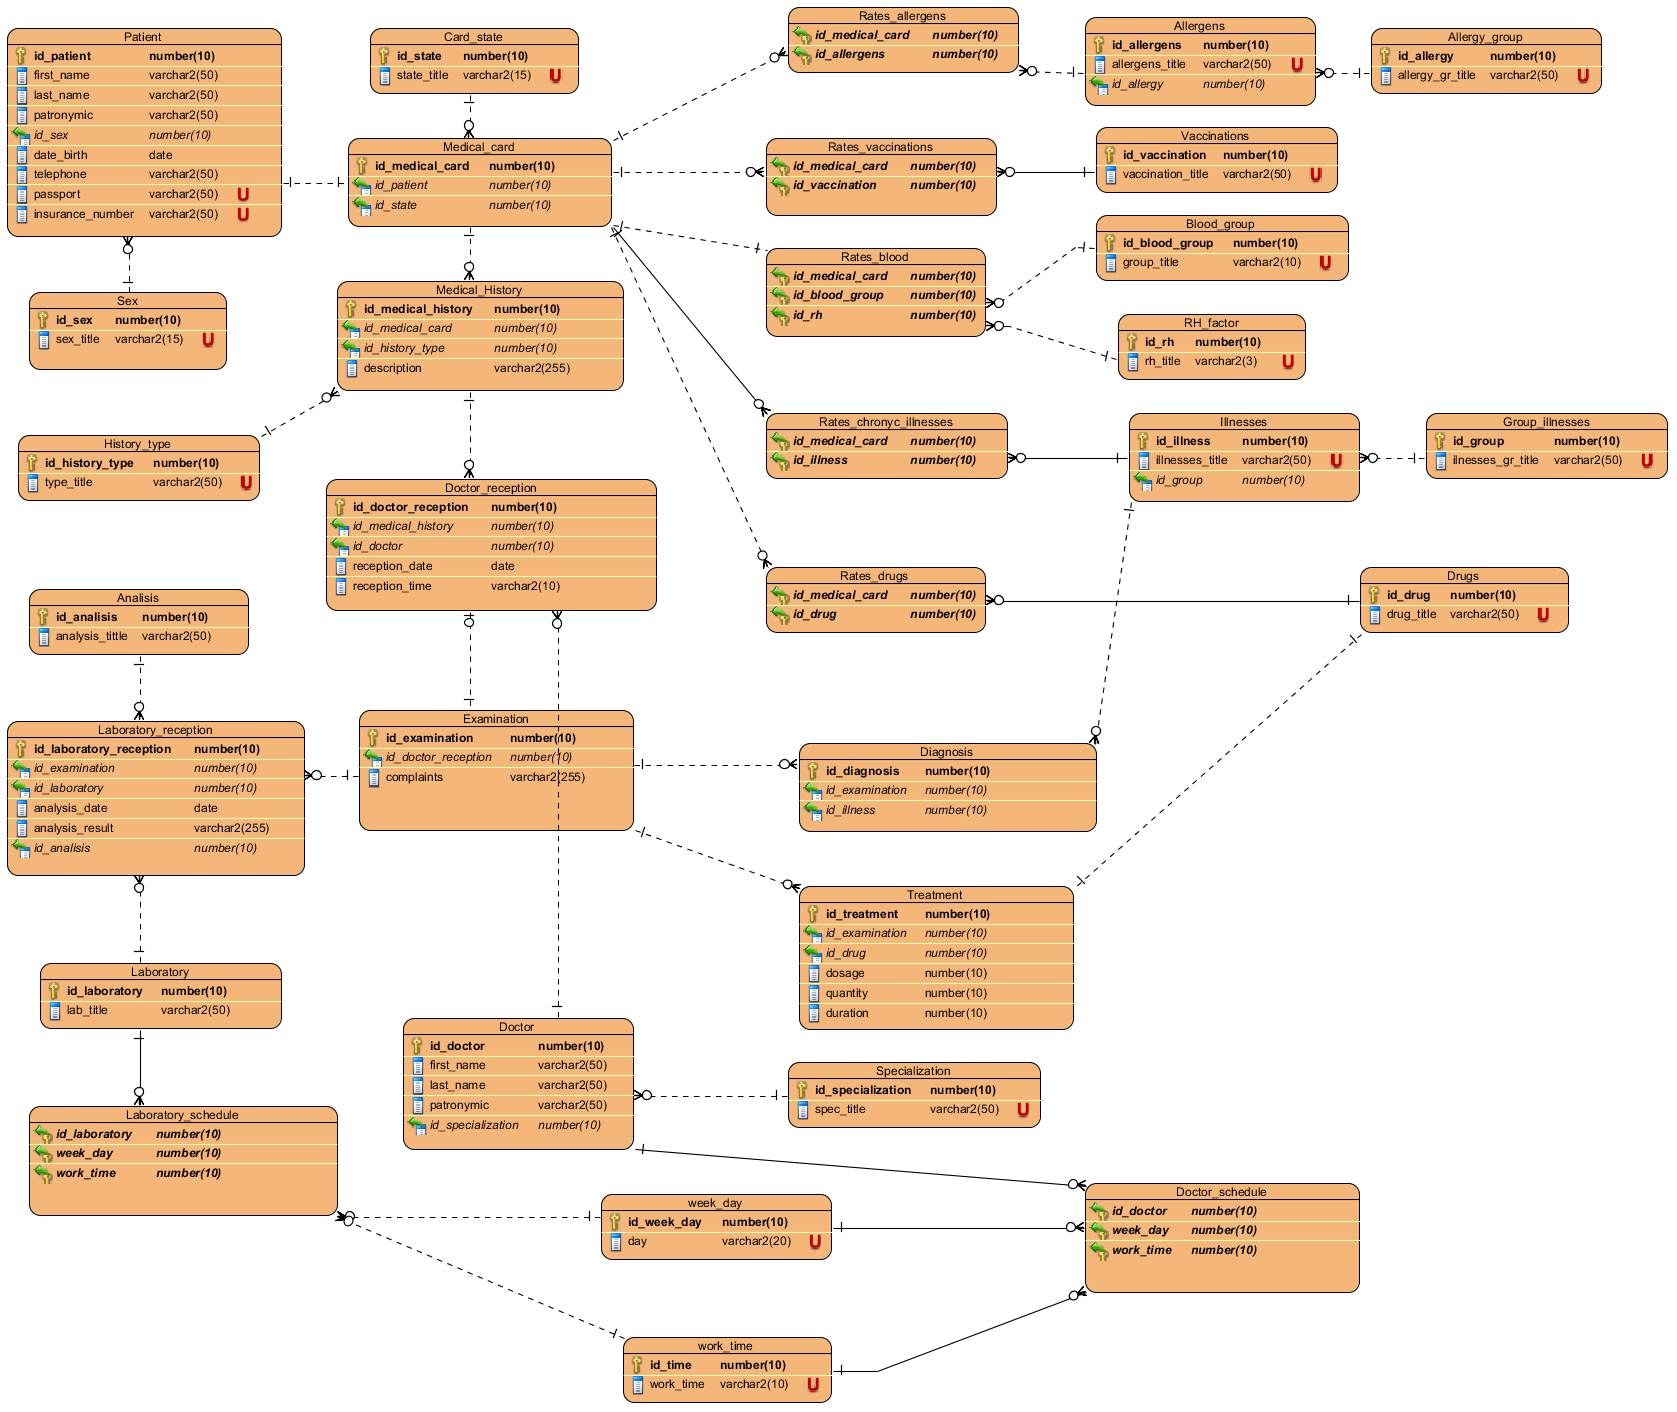 Patient
id_patient number(10)
first_name varchar2(50)
last_name varchar2(50)
patronymic varchar2(50)
id_sex number(10)
date_birth date
telephone varchar2(50)
passport varchar2(50) U
insurance_number varchar2(50) U
Card_state
id_state number(10)
state_title varchar2(15) U
Rates_allergens
id_medical_card number(10)
id_allergens number(10)
Allergens
id_allergens number(10)
allergens_title varchar2(50) U
id_allergy number(10)
Allergy_group
id_allergy number(10)
allergy_gr_title varchar2(50) U
Medical_card
id_medical_card number(10)
id_patient number(10)
id_state number(10)
Rates_vaccinations
id_medical_card number(10)
id_vaccination number(10)
Vaccinations
id_vaccination number(10)
vaccination_title varchar2(50) U
Blood_group
id_blood_group number(10)
group_title varchar2(10) U
Rates_blood
id_medical_card number(10)
id_blood_group number(10)
id_rh number(10)
RH_factor
id_rh number(10)
rh_title varchar2(3) U
Sex
id_sex number(10)
sex_title varchar2(15) U
Medical_History
id_medical_history number(10)
id_medical_card number(10)
id_history_type number(10)
description varchar2(255)
History_type
id_history_type number(10)
type_title varchar2(50) U
Rates_chronyc_illnesses
id_medical_card number(10)
id_illness number(10)
Illnesses
id_illness number(10)
illnesses_title varchar2(50) U
id_group number(10)
Group_illnesses
id_group number(10)
ilnesses_gr_title varchar2(50) U
Doctor_reception
id_doctor_reception number(10)
id_medical_history number(10)
id_doctor number(10)
reception_date date
reception_time varchar2(10)
Rates_drugs
id_medical_card number(10)
id_drug number(10)
Drugs
id_drug number(10)
drug_title varchar2(50) U
Analisis
id_analisis number(10)
analysis_tittle varchar2(50)
Laboratory_reception
id_laboratory_reception number(10)
id_examination number(10)
id_laboratory number(10)
analysis_date date
analysis_result varchar2(255)
id_analisis number(10)
Examination
id_examination number(10)
id_doctor_reception number(10)
complaints varchar2(255)
Diagnosis
id_diagnosis number(10)
id_examination number(10)
id_illness number(10)
Treatment
id_treatment number(10)
id_examination number(10)
id_drug number(10)
dosage number(10)
quantity number(10)
duration number(10)
Laboratory
id_laboratory number(10)
lab_title varchar2(50)
Doctor
id_doctor number(10)
first_name varchar2(50)
last_name varchar2(50)
patronymic varchar2(50)
id_specialization number(10)
Specialization
id_specialization number(10)
spec_title varchar2(50) U
Laboratory_schedule
id_laboratory number(10)
week_day number(10)
work_time number(10)
week_day
id_week_day number(10)
day varchar2(20) U
Doctor_schedule
id_doctor number(10)
week_day number(10)
work_time number(10)
work_time
id_time number(10)
work_time varchar2(10) U